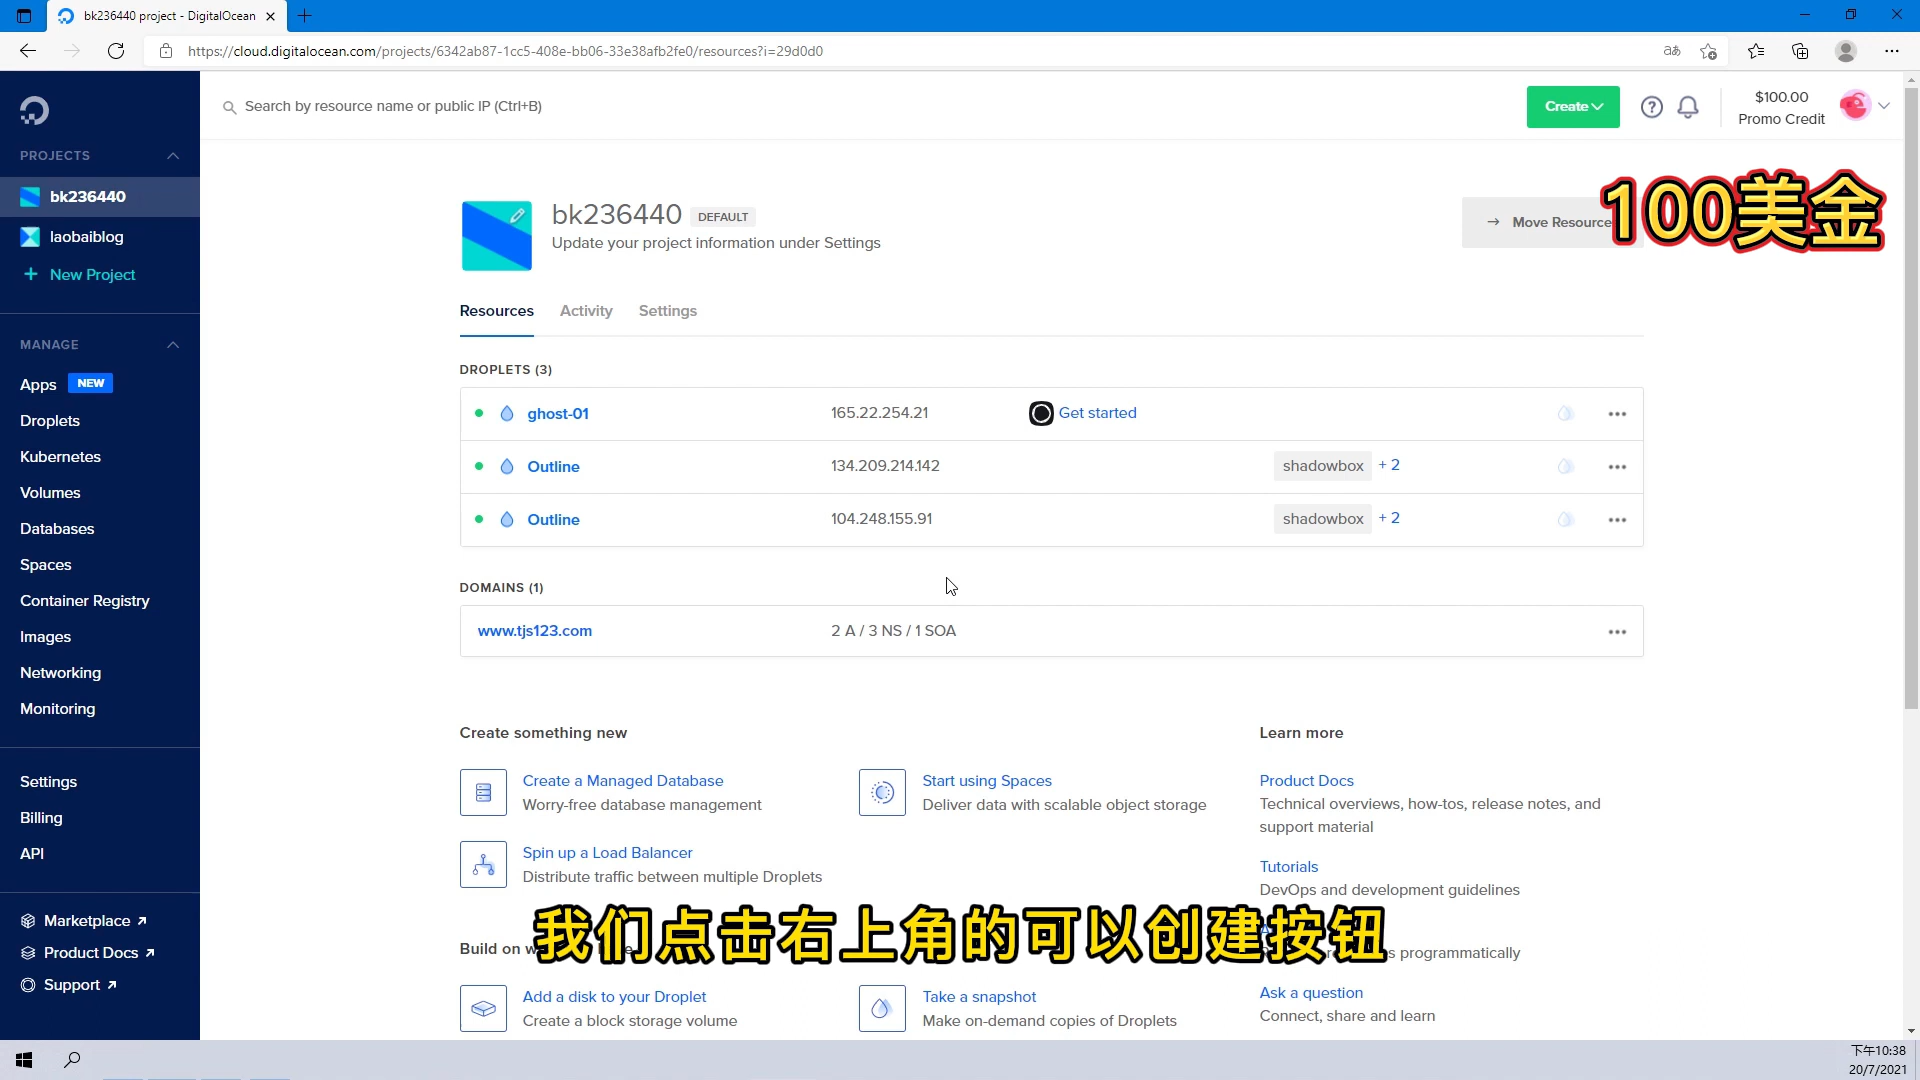 bk236440 project - DigitalOcean
https://cloud.digitalocean.com/projects/6342ab87-1cc5-408e-bb06-33e38afb2fe0/resources?i=29d0d0
aあ
Search by resource name or public IP (Ctrl+B)
Create
$100.00
Promo Credit
PROJECTS
bk236440
laobaiblog
New Project
MANAGE
Apps NEW
Droplets
Kubernetes
Volumes
Databases
Spaces
Container Registry
Images
Networking
Monitoring
Settings
Billing
API
Marketplace
Product Docs
Support
bk236440 DEFAULT
Update your project information under Settings
→ Move Resource
100美金
Resources Activity Settings
DROPLETS (3)
ghost-01 165.22.254.21 Get started
Outline 134.209.214.142 shadowbox + 2
Outline 104.248.155.91 shadowbox + 2
DOMAINS (1)
www.tjs123.com 2 A / 3 NS / 1 SOA
Create something new
Create a Managed Database
Worry-free database management
Start using Spaces
Deliver data with scalable object storage
Spin up a Load Balancer
Distribute traffic between multiple Droplets
Learn more
Product Docs
Technical overviews, how-tos, release notes, and
support material
Tutorials
DevOps and development guidelines
programmatically
Ask a question
Connect, share and learn
Build on
我们点击右上角的可以创建按钮
Add a disk to your Droplet
Create a block storage volume
Take a snapshot
Make on-demand copies of Droplets
下午10:38
20/7/2021